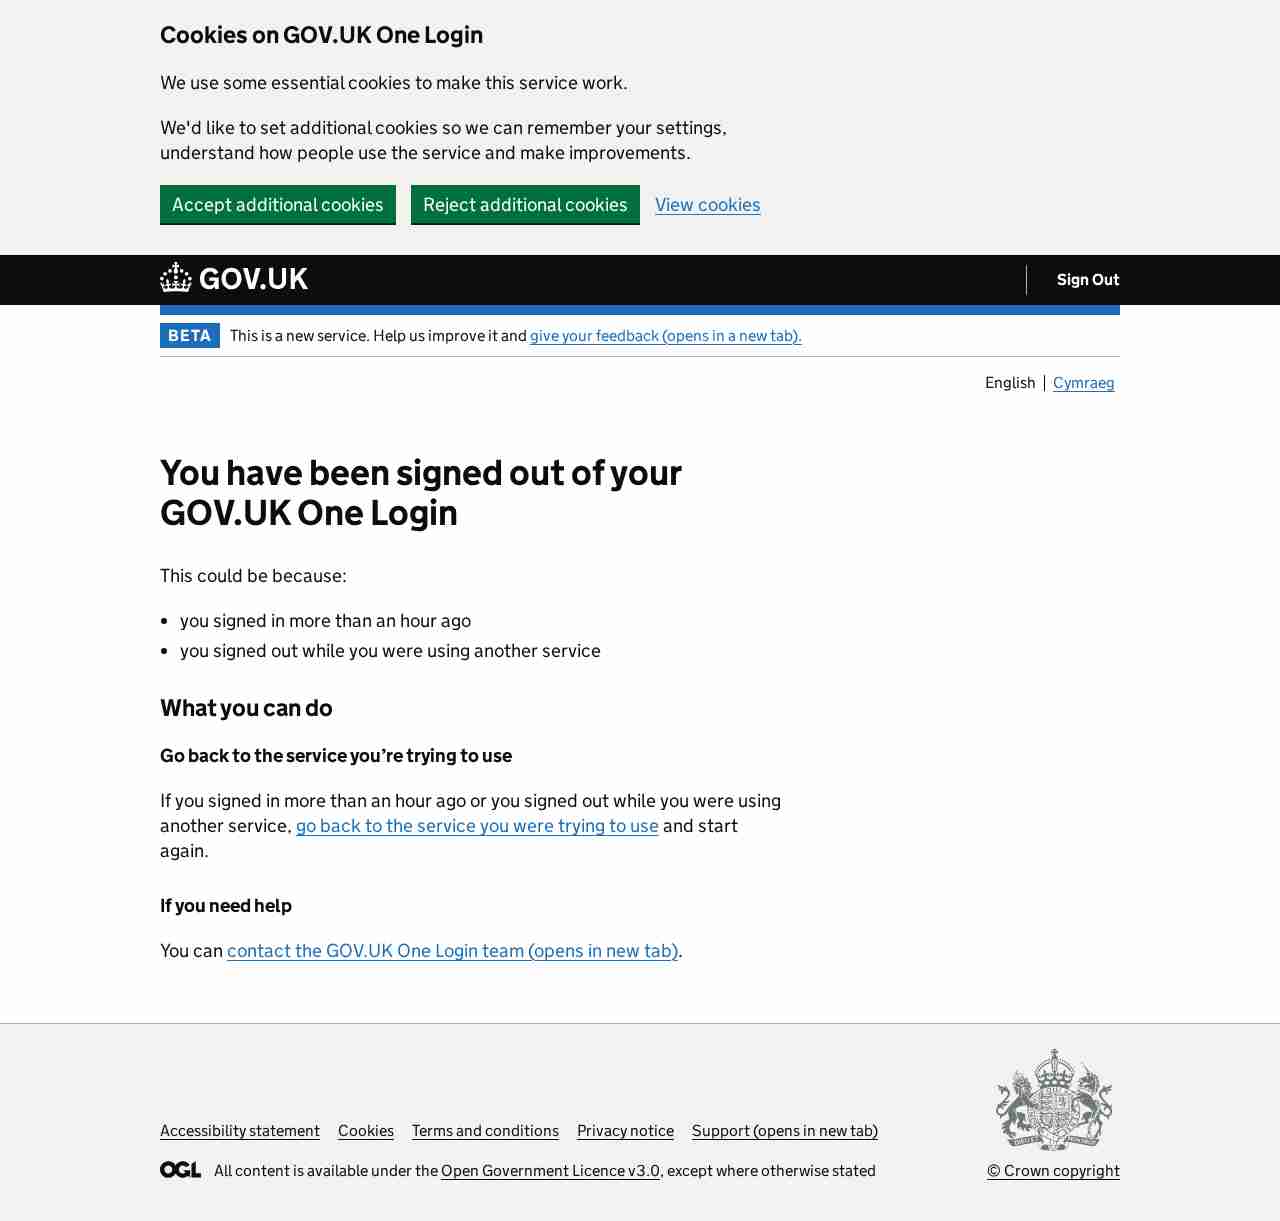 Cookies on GOV.UK One Login
We use some essential cookies to make this service work.
We'd like to set additional cookies so we can remember your settings,
understand how people use the service and make improvements.
Accept additional cookies Reject additional cookies View cookies
GOV.UK Sign Out
BETA This is a new service. Help us improve it and give your feedback (opens in a new tab).
English Cymraeg
You have been signed out of your
GOV.UK One Login
This could be because:
• you signed in more than an hour ago
• you signed out while you were using another service
What you can do
Go back to the service you’re trying to use
If you signed in more than an hour ago or you signed out while you were using
another service, go back to the service you were trying to use and start
again.
If you need help
You can contact the GOV.UK One Login team (opens in new tab).
Accessibility statement Cookies Terms and conditions Privacy notice Support (opens in new tab)
OGL All content is available under the Open Government Licence v3.0, except where otherwise stated
© Crown copyright